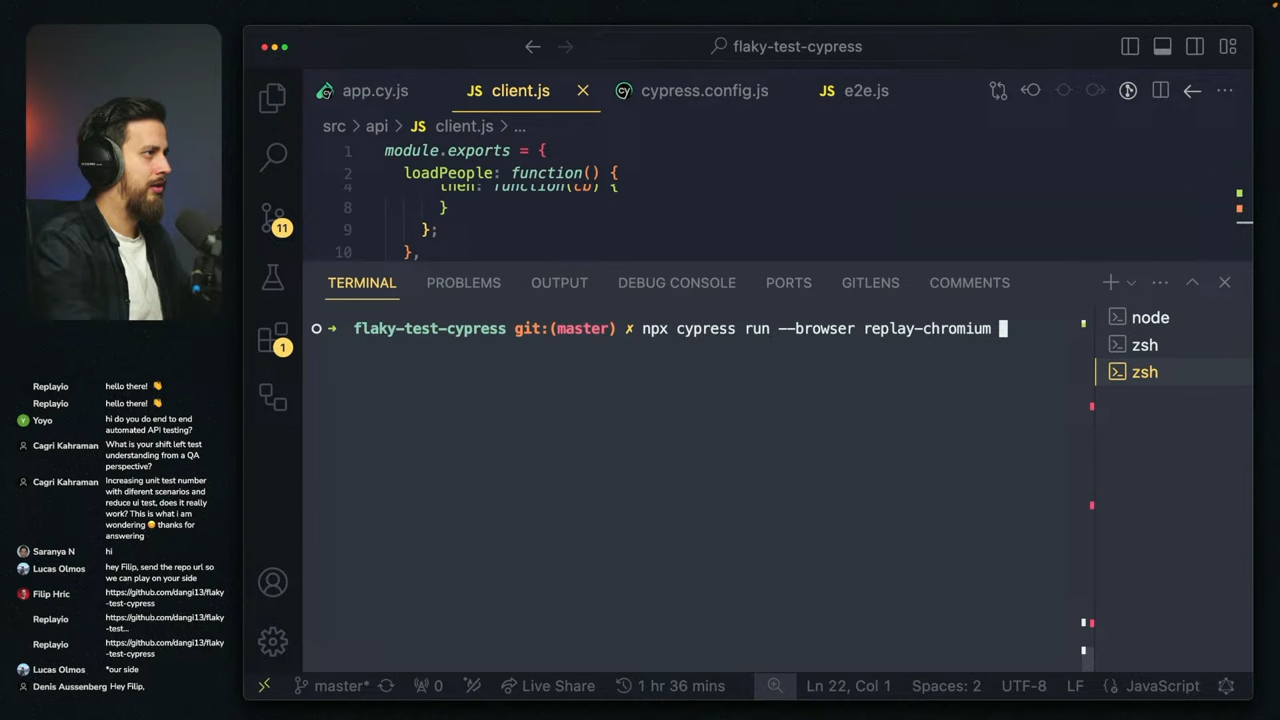 flaky-test-cypress
app.cy.js
JS client.js
cypress.config.js
JS e2e.js
src > api > JS client.js > ...
1 module.exports = {
2 loadPeople: function() {
4 then: function(cb) {
8 }
9 };
10 },
TERMINAL PROBLEMS OUTPUT DEBUG CONSOLE PORTS GITLENS COMMENTS
→ flaky-test-cypress git:(master) ✗ npx cypress run --browser replay-chromium
node
zsh
zsh
11
1
Replayio hello there! 👋
Replayio hello there! 👋
Y Yoyo hi do you do end to end
automated API testing?
Cagri Kahraman What is your shift left test
understanding from a QA
perspective?
Cagri Kahraman Increasing unit test number
with diferent scenarios and
reduce ui test, does it really
work? This is what i am
wondering 😄 thanks for
answering
Saranya N hi
Lucas Olmos hey Filip, send the repo url so
we can play on your side
Filip Hric https://github.com/dangi13/flaky
-test-cypress
Replayio https://github.com/dangi13/flaky
-test...
Replayio https://github.com/dangi13/flaky
-test-cypress
Lucas Olmos *our side
Denis Aussenberg Hey Filip,
master* 0 Live Share 1 hr 36 mins Ln 22, Col 1 Spaces: 2 UTF-8 LF {} JavaScript